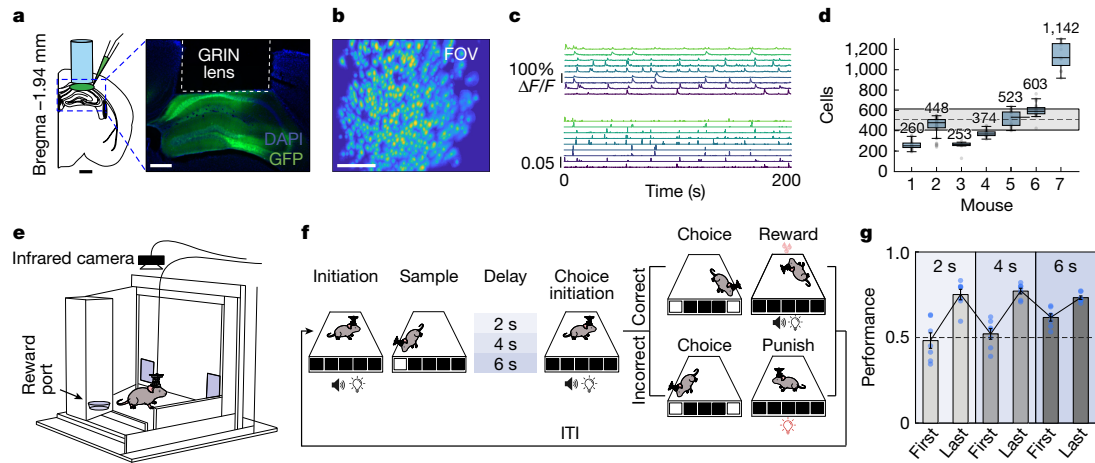 a
Bregma –1.94 mm
GRIN
lens
DAPI
GFP
b
FOV
c
100%
ΔF/F
0.05
0
200
Time (s)
d
Cells
1,200
1,000
800
600
400
200
0
260
448
253
374
523
603
1,142
1 2 3 4 5 6 7
Mouse
e
Infrared camera
Reward
port
f
Initiation
Sample
Delay
2 s
4 s
6 s
Choice
initiation
Correct
Incorrect
Choice
Reward
Choice
Punish
ITI
g
Performance
1.0
0.5
0
2 s
4 s
6 s
First Last First Last First Last